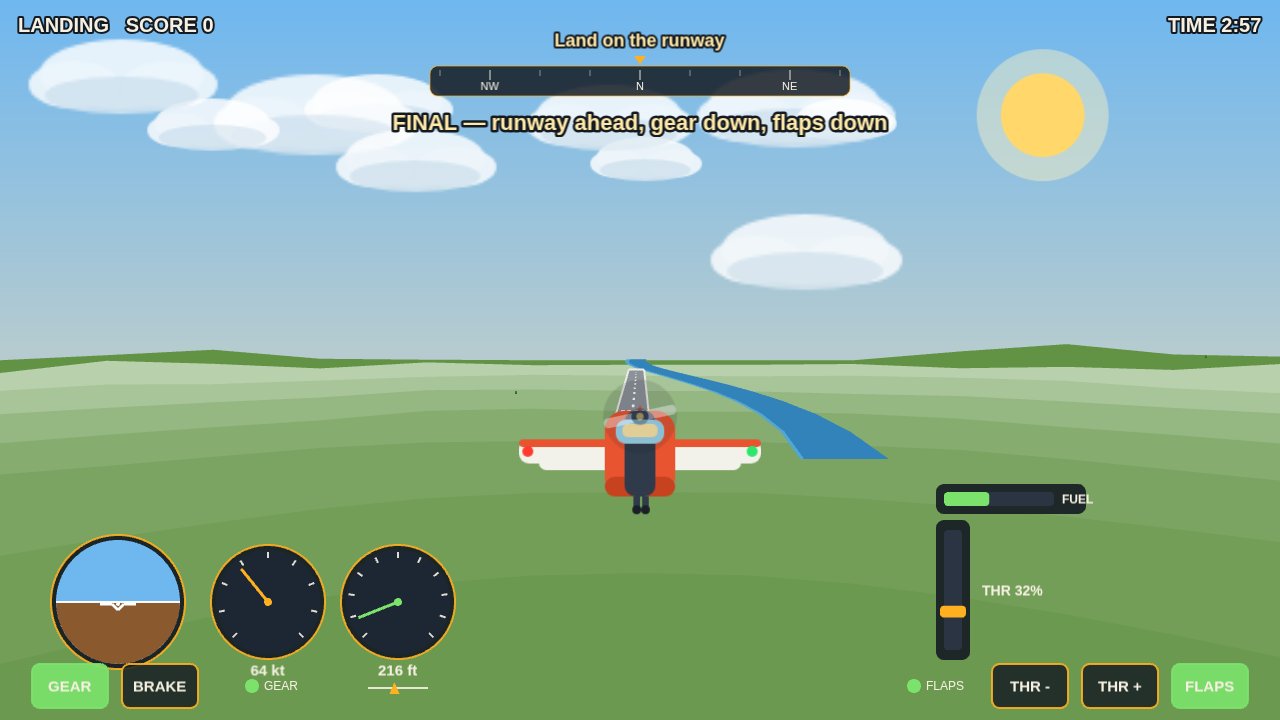 LANDING SCORE 0
TIME 2:57
Land on the runway
NW N NE
FINAL — runway ahead, gear down, flaps down
FUEL
THR 32%
64 kt
216 ft
GEAR
FLAPS
GEAR
BRAKE
THR -
THR +
FLAPS